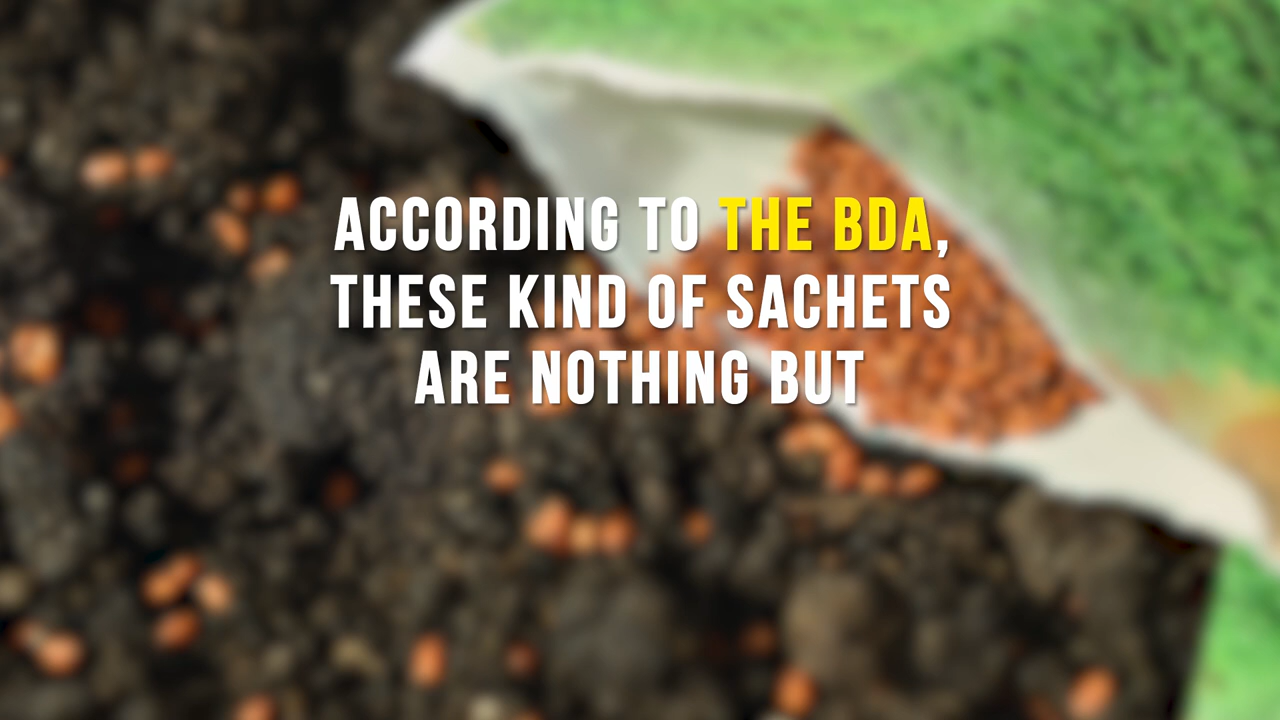 ACCORDING TO THE BDA,
THESE KIND OF SACHETS
ARE NOTHING BUT